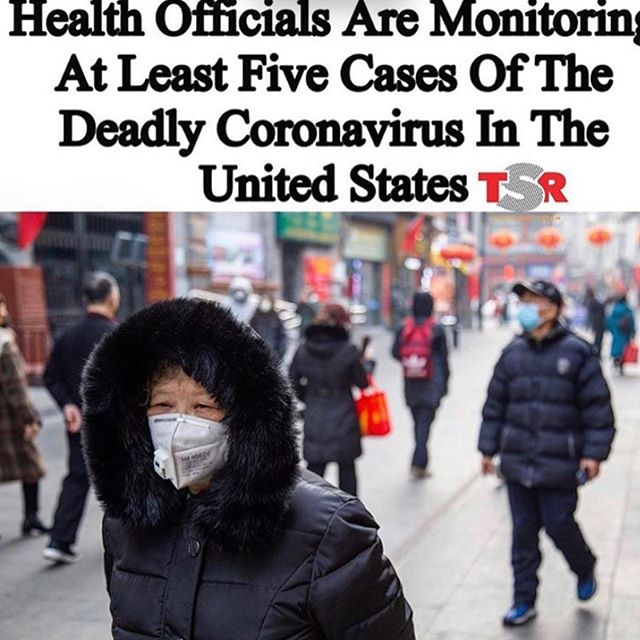 Health Officials Are Monitoring
At Least Five Cases Of The
Deadly Coronavirus In The
United States TSR